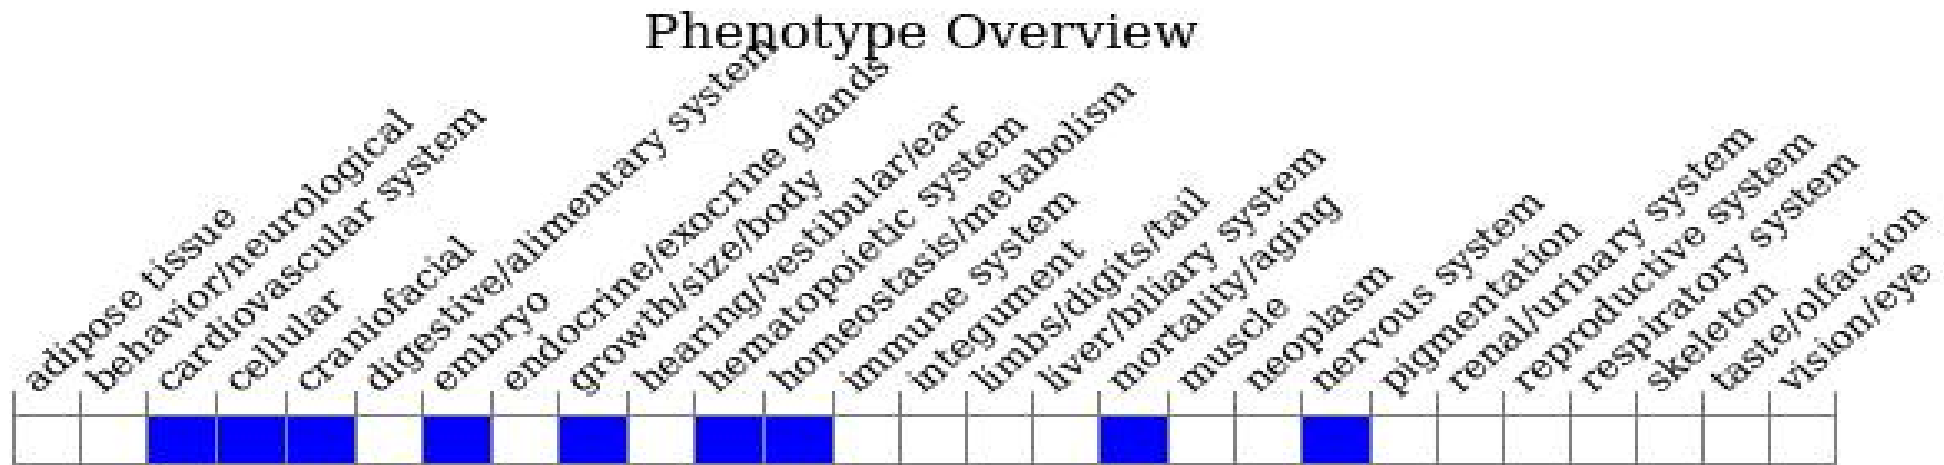 Phenotype Overview
adipose tissue
behavior/neurological
cardiovascular system
cellular
craniofacial
digestive/alimentary system
embryo
endocrine/exocrine glands
growth/size/body
hearing/vestibular/ear
hematopoietic system
homeostasis/metabolism
immune system
integument
limbs/digits/tail
liver/biliary system
mortality/aging
muscle
neoplasm
nervous system
pigmentation
renal/urinary system
reproductive system
respiratory system
skeleton
taste/olfaction
vision/eye